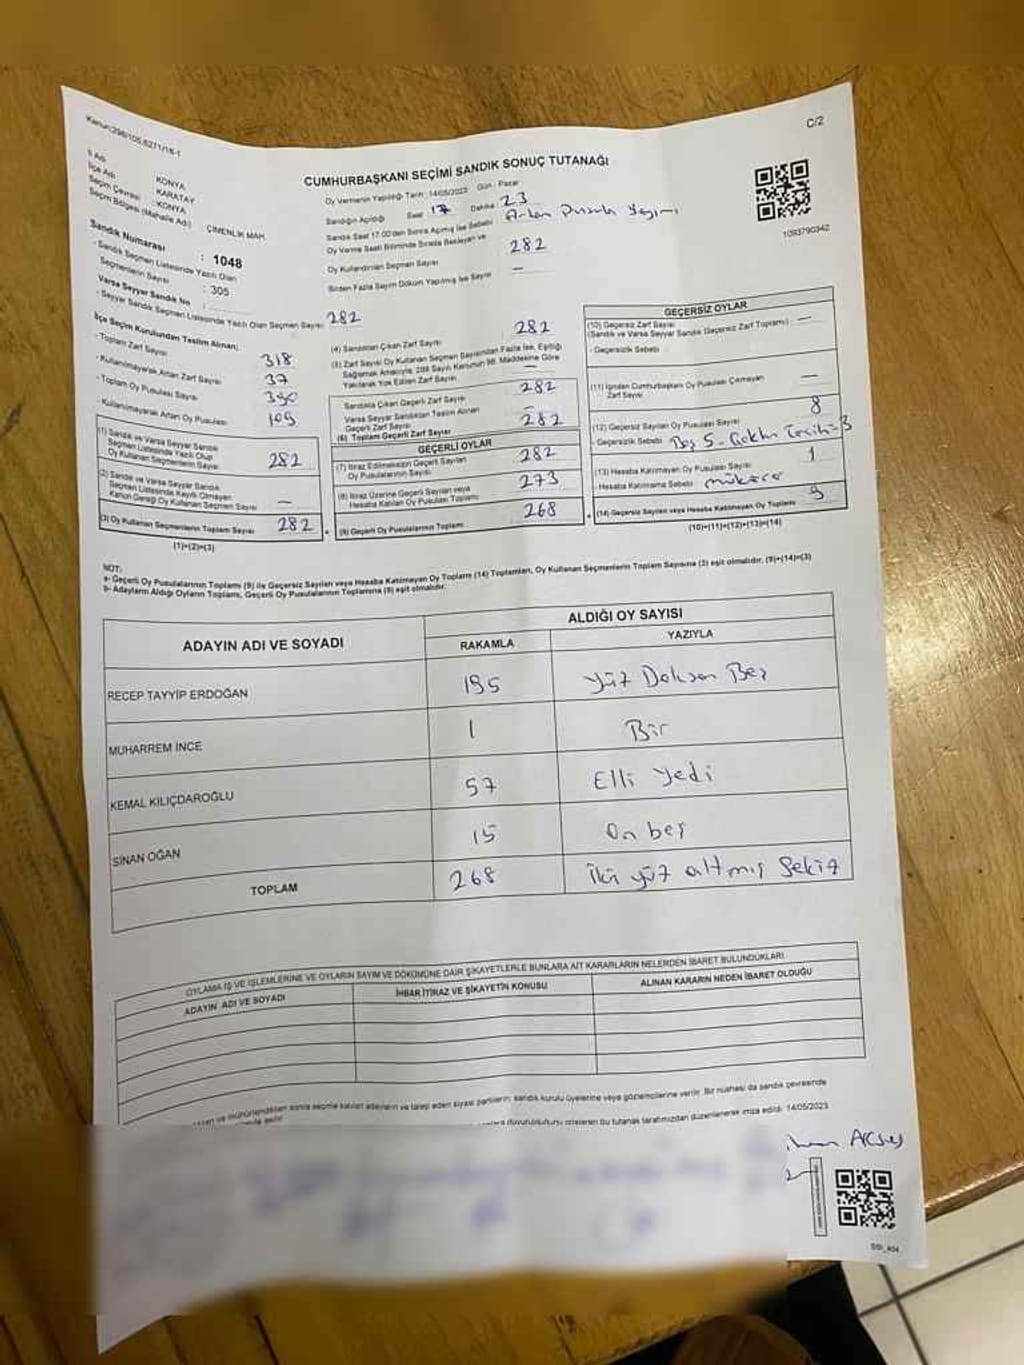 Kanun:298/105,6271/18-1
C/2
CUMHURBAŞKANI SEÇİMİ SANDIK SONUÇ TUTANAĞI
İl Adı : KONYA
İlçe Adı : KARATAY
Seçim Çevresi : KONYA
Seçim Bölgesi (Mahalle Adı) : ÇİMENLİK MAH.
Sandık Numarası : 1048
- Sandık Seçmen Listesinde Yazılı Olan
Seçmenlerin Sayısı : 305
Varsa Seyyar Sandık No :
- Seyyar Sandık Seçmen Listesinde Yazılı Olan Seçmen Sayısı: 282
Oy Vermenin Yapıldığı Tarih : 14/05/2023 Gün : Pazar
Sandığın Açıldığı Saat 17 Dakika 23
Sandık Saat 17.00'den Sonra Açılmış İse Sebebi
Oy Verme Saati Bitiminde Sırada Bekleyen ve
Oy Kullandırılan Seçmen Sayısı 282
Birden Fazla Sayım Döküm Yapılmış İse Sayısı —
1093790342
İlçe Seçim Kurulundan Teslim Alınan;
- Toplam Zarf Sayısı 318
- Kullanılmayarak Artan Zarf Sayısı 37
- Toplam Oy Pusulası Sayısı 390
- Kullanılmayarak Artan Oy Pusulası 109
(1) Sandık ve Varsa Seyyar Sandık
Seçmen Listesinde Yazılı Olup
Oy Kullanan Seçmenlerin Sayısı 282
(2) Sandık ve Varsa Seyyar Sandık
Seçmen Listesinde Kayıtlı Olmayan
Kanun Gereği Oy Kullanan Seçmen Sayısı —
(3) Oy Kullanan Seçmenlerin Toplam Sayısı 282
(1)+(2)=(3)
(4) Sandıktan Çıkan Zarf Sayısı 282
(5) Zarf Sayısı Oy Kullanan Seçmen Sayısından Fazla İse, Eşitliği
Sağlamak Amacıyla, 298 Sayılı Kanunun 98. Maddesine Göre
Yakılarak Yok Edilen Zarf Sayısı —
Sandıkta Çıkan Geçerli Zarf Sayısı 282
Varsa Seyyar Sandıktan Teslim Alınan
Geçerli Zarf Sayısı —
(6) Toplam Geçerli Zarf Sayısı 282
GEÇERLİ OYLAR
(7) İtiraz Edilmeksizin Geçerli Sayılan
Oy Pusulalarının Sayısı 282
(8) İtiraz Üzerine Geçerli Sayılan veya
Hesaba Katılan Oy Pusulası Toplamı 273
(9) Geçerli Oy Pusulalarının Toplamı 268
GEÇERSİZ OYLAR
(10) Geçersiz Zarf Sayısı
(Sandık ve Varsa Seyyar Sandık Geçersiz Zarf Toplamı) —
- Geçersizlik Sebebi
(11) İçinden Cumhurbaşkanı Oy Pusulası Çıkmayan
Zarf Sayısı —
(12) Geçersiz Sayılan Oy Pusulası Sayısı 8
- Geçersizlik Sebebi Boş 5 - Çoklu Tercih = 3
(13) Hesaba Katılmayan Oy Pusulası Sayısı 1
- Hesaba Katılmama Sebebi
(14) Geçersiz Sayılan veya Hesaba Katılmayan Oy Toplamı 9
(10)+(11)+(12)+(13)=(14)
NOT:
a- Geçerli Oy Pusulalarının Toplamı (9) ile Geçersiz Sayılan veya Hesaba Katılmayan Oy Toplamı (14) Toplamları, Oy Kullanan Seçmenlerin Toplam Sayısına (3) eşit olmalıdır. (9)+(14)=(3)
b- Adayların Aldığı Oyların Toplamı, Geçerli Oy Pusulalarının Toplamına (9) eşit olmalıdır.
ADAYIN ADI VE SOYADI ALDIĞI OY SAYISI
RAKAMLA YAZIYLA
RECEP TAYYİP ERDOĞAN 195 Yüz Doksan Beş
MUHARREM İNCE 1 Bir
KEMAL KILIÇDAROĞLU 57 Elli Yedi
SİNAN OĞAN 15 On beş
TOPLAM 268 İki yüz altmış Sekiz
OYLAMA İŞ VE İŞLEMLERİNE VE OYLARIN SAYIM VE DÖKÜMÜNE DAİR ŞİKAYETLERLE BUNLARA AİT KARARLARIN NELERDEN İBARET BULUNDUKLARI
ADAYIN ADI VE SOYADI İHBAR İTİRAZ VE ŞİKAYETİN KONUSU ALINAN KARARIN NEDEN İBARET OLDUĞU
mühürlendikten sonra seçime katılan adayların ve talep eden siyasi partilerin sandık kurulu üyelerine veya gözlemcilerine verilir. Bir nüshası da sandık çevresinde
gösteren bu tutanak tarafımızdan düzenlenerek imza edildi. 14/05/2023